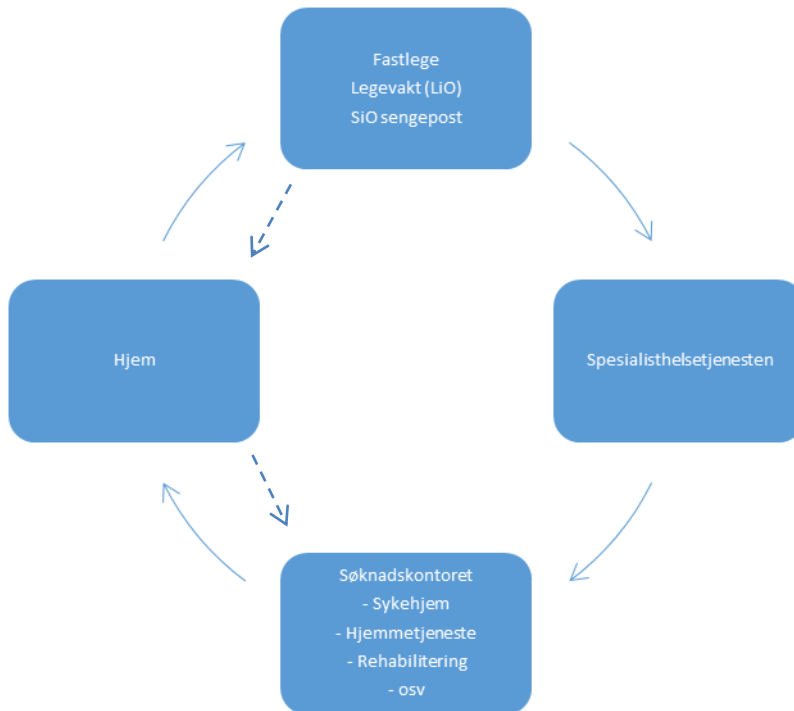 Fastlege
Legevakt (LiO)
SiO sengepost
Hjem
Spesialisthelsetjenesten
Søknadskontoret
- Sykehjem
- Hjemmetjeneste
- Rehabilitering
- osv